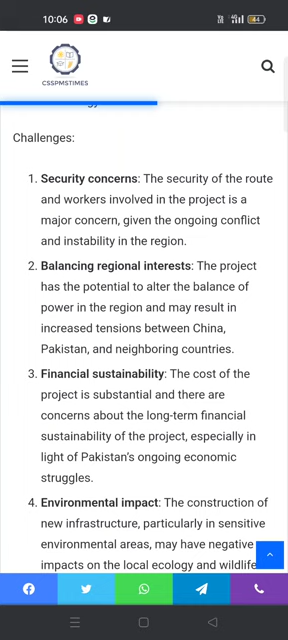 10:06
4G
44
CSSPMSTIMES
Challenges:
1. Security concerns: The security of the route
and workers involved in the project is a
major concern, given the ongoing conflict
and instability in the region.
2. Balancing regional interests: The project
has the potential to alter the balance of
power in the region and may result in
increased tensions between China,
Pakistan, and neighboring countries.
3. Financial sustainability: The cost of the
project is substantial and there are
concerns about the long-term financial
sustainability of the project, especially in
light of Pakistan’s ongoing economic
struggles.
4. Environmental impact: The construction of
new infrastructure, particularly in sensitive
environmental areas, may have negative
impacts on the local ecology and wildlife